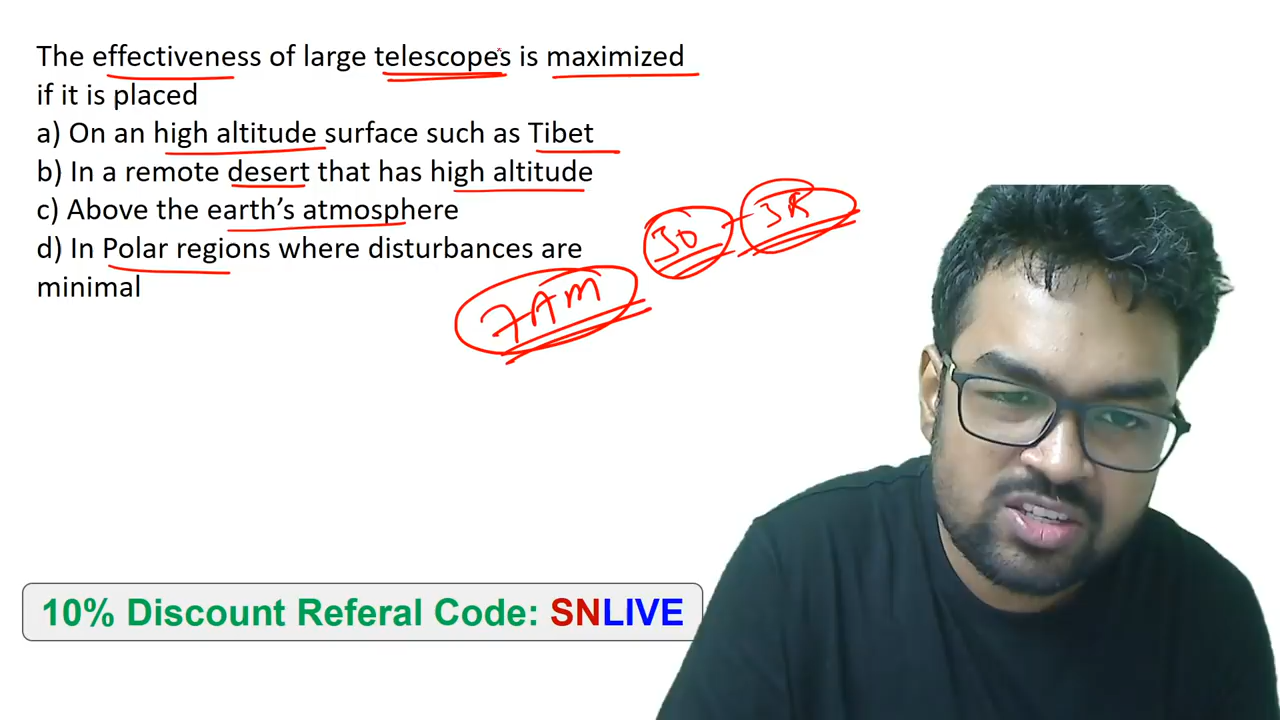 The effectiveness of large telescopes is maximized
if it is placed
a) On an high altitude surface such as Tibet
b) In a remote desert that has high altitude
c) Above the earth's atmosphere
d) In Polar regions where disturbances are
minimal
7AM
10% Discount Referal Code: SNLIVE